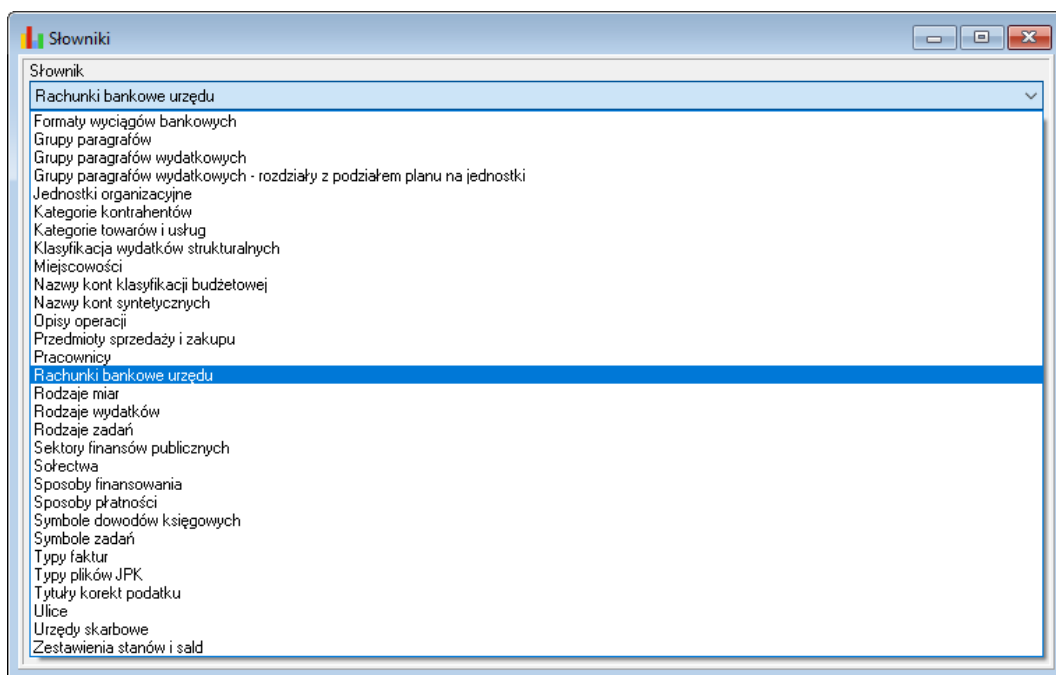 Słowniki
Słownik
Rachunki bankowe urzędu
Formaty wyciągów bankowych
Grupy paragrafów
Grupy paragrafów wydatkowych
Grupy paragrafów wydatkowych - rozdziały z podziałem planu na jednostki
Jednostki organizacyjne
Kategorie kontrahentów
Kategorie towarów i usług
Klasyfikacja wydatków strukturalnych
Miejscowości
Nazwy kont klasyfikacji budżetowej
Nazwy kont syntetycznych
Opisy operacji
Przedmioty sprzedaży i zakupu
Pracownicy
Rachunki bankowe urzędu
Rodzaje miar
Rodzaje wydatków
Rodzaje zadań
Sektory finansów publicznych
Sołectwa
Sposoby finansowania
Sposoby płatności
Symbole dowodów księgowych
Symbole zadań
Typy faktur
Typy plików JPK
Tytuły korekt podatku
Ulice
Urzędy skarbowe
Zestawienia stanów i sald